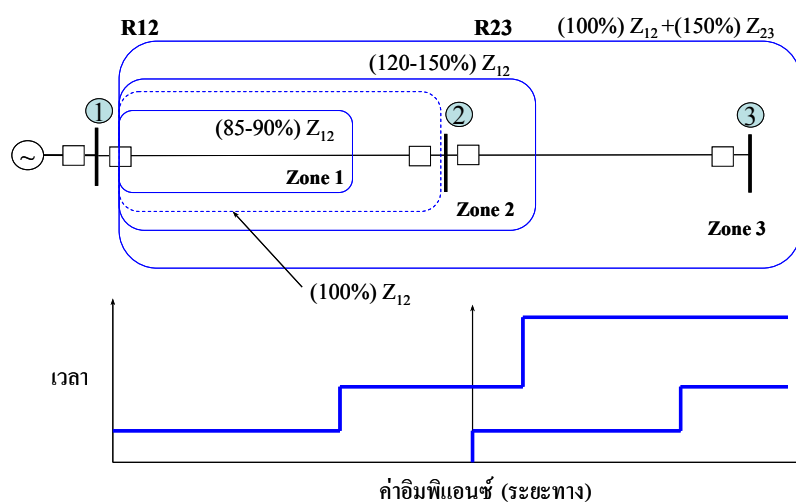 R12
R23
(100%) Z12 +(150%) Z23
(120-150%) Z12
1
2
3
(85-90%) Z12
~
Zone 1
Zone 2
Zone 3
(100%) Z12
เวลา
ค่าอิมพิแอนซ์ (ระยะทาง)